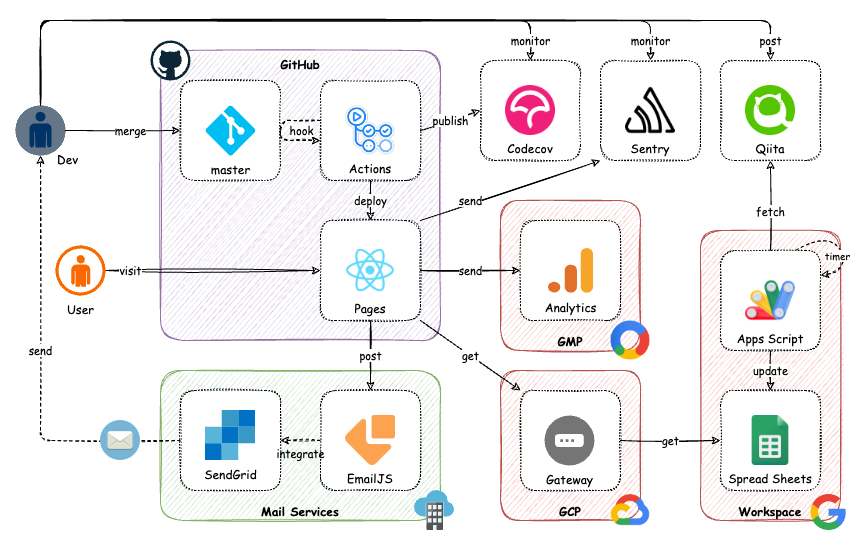 monitor
monitor
post
GitHub
Dev
merge
master
hook
Actions
publish
Codecov
Sentry
Qiita
deploy
send
fetch
User
visit
Pages
send
Analytics
GMP
timer
Apps Script
send
post
get
update
SendGrid
integrate
EmailJS
Mail Services
Gateway
GCP
get
Spread Sheets
Workspace